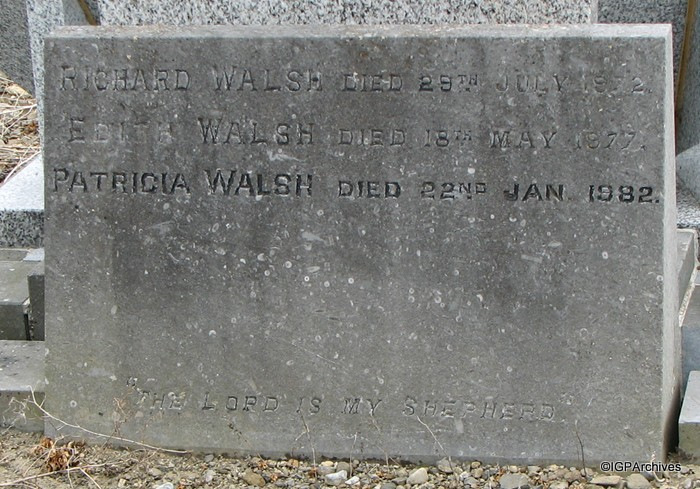 RICHARD WALSH DIED 29TH JULY
EDITH WALSH DIED 18TH MAY 1977.
PATRICIA WALSH DIED 22ND JAN. 1982.
"THE LORD IS MY SHEPHERD"
©IGPArchives